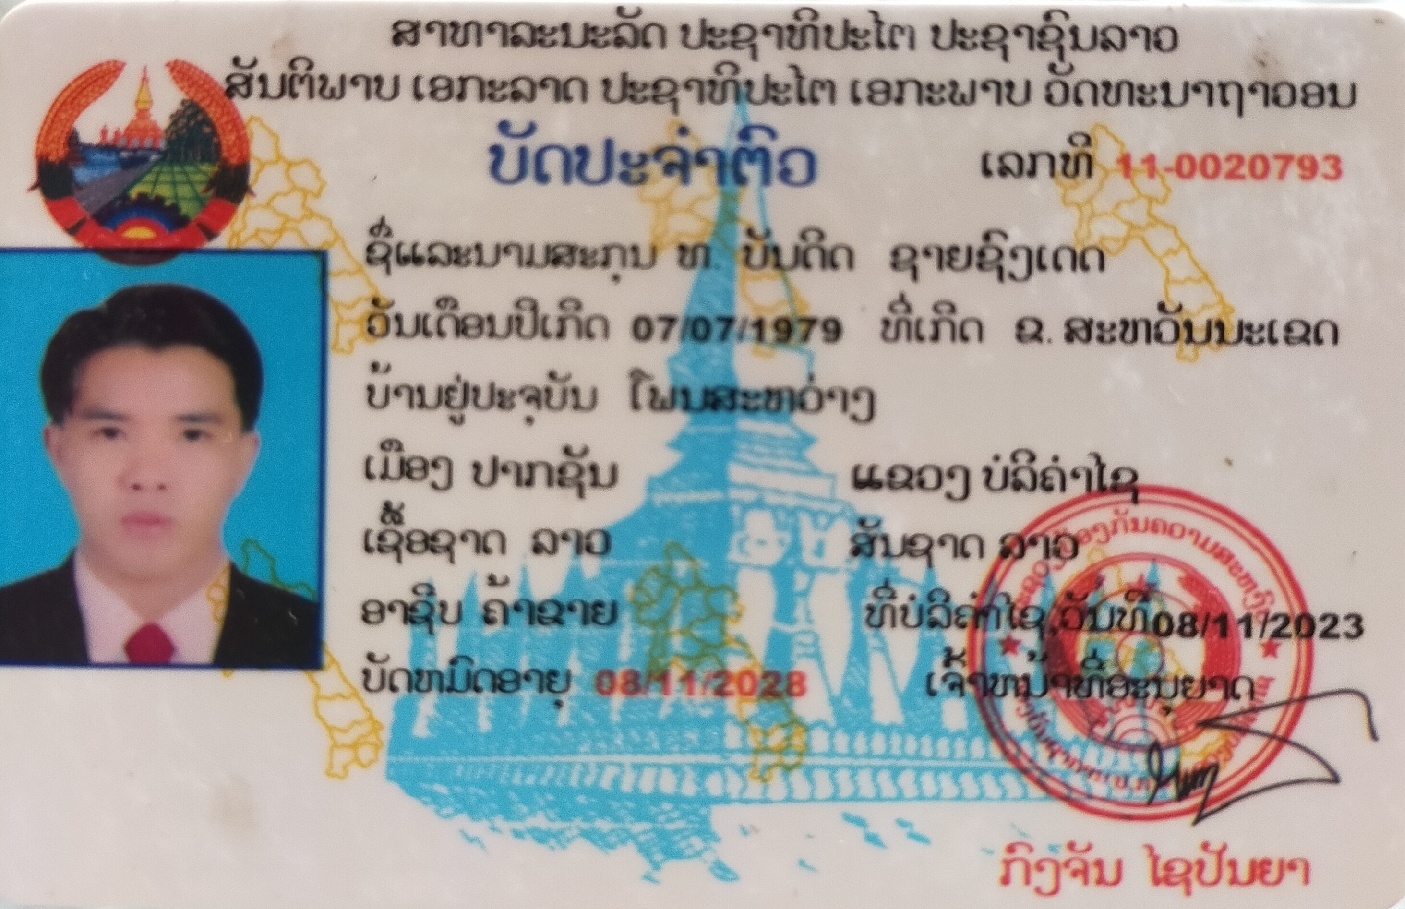 ສາທາລະນະລັດ ປະຊາທິປະໄຕ ປະຊາຊົນລາວ
ສັນຕິພາບ ເອກະລາດ ປະຊາທິປະໄຕ ເອກະພາບ ວັດທະນາຖາວອນ
ບັດປະຈຳຕົວ ເລກທີ 11-0020793
ຊື່ແລະນາມສະກຸນ ທ. ບັນດິດ ຊາຍຊົງເດດ
ວັນເດືອນປີເກີດ 07/07/1979 ທີ່ເກີດ ຂ. ສະຫວັນນະເຂດ
ບ້ານຢູ່ປະຈຸບັນ ໂພນສະຫວ່າງ
ເມືອງ ປາກຊັນ ແຂວງ ບໍລິຄຳໄຊ
ເຊື້ອຊາດ ລາວ ສັນຊາດ ລາວ
ອາຊີບ ຄ້າຂາຍ ທີ່ບໍລິຄຳໄຊ,ວັນທີ08/11/2023
ບັດຫມົດອາຍຸ 08/11/2028 ເຈົ້າຫນ້າທີ່ອະນຸຍາດ
ກົງຈັນ ໄຊປັນຍາ